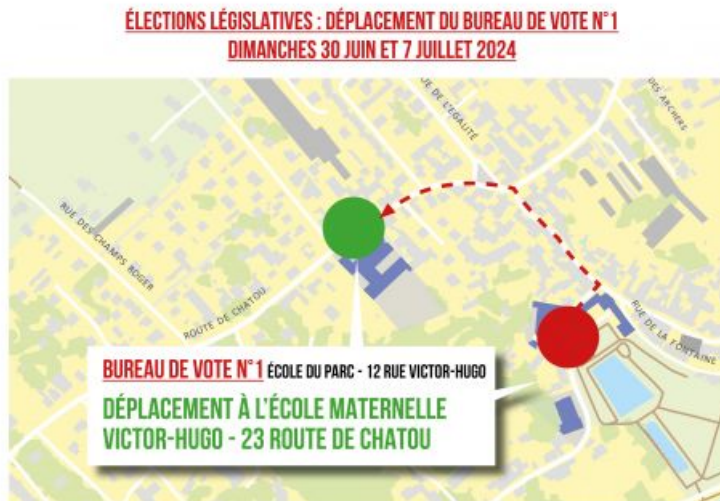 ÉLECTIONS LÉGISLATIVES : DÉPLACEMENT DU BUREAU DE VOTE N°1
DIMANCHES 30 JUIN ET 7 JUILLET 2024
RUE DE L'EGALITÉ
DES ARCHERS
RUE DES CHAMPS ROGER
ROUTE DE CHATOU
RUE DE LA FONTAINE
BUREAU DE VOTE N°1 ÉCOLE DU PARC - 12 RUE VICTOR-HUGO
DÉPLACEMENT À L'ÉCOLE MATERNELLE
VICTOR-HUGO - 23 ROUTE DE CHATOU